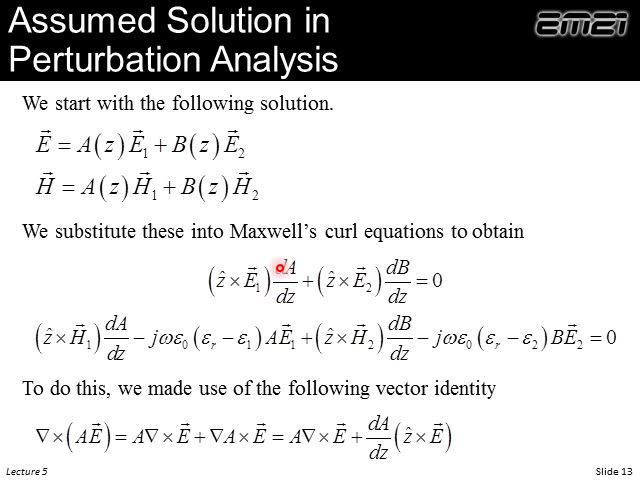 Assumed Solution in
EM21
Perturbation Analysis
We start with the following solution.
E⃗ = A(z)E⃗₁ + B(z)E⃗₂
H⃗ = A(z)H⃗₁ + B(z)H⃗₂
We substitute these into Maxwell’s curl equations to obtain
(ẑ × E⃗₁) dA/dz + (ẑ × E⃗₂) dB/dz = 0
(ẑ × H⃗₁) dA/dz − jωε₀(εᵣ − ε₁)AE⃗₁ + (ẑ × H⃗₂) dB/dz − jωε₀(εᵣ − ε₂)BE⃗₂ = 0
To do this, we made use of the following vector identity
∇ × (AE⃗) = A∇ × E⃗ + ∇A × E⃗ = A∇ × E⃗ + dA/dz (ẑ × E⃗)
Lecture 5
Slide 13